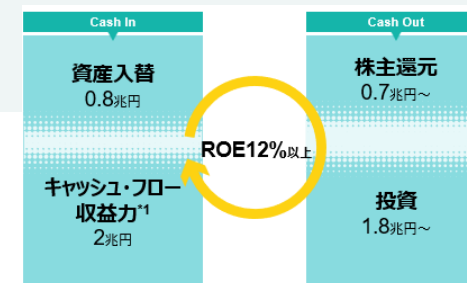 Cash In
資産入替
0.8兆円
キャッシュ・フロー
収益力*1
2兆円
ROE12%以上
Cash Out
株主還元
0.7兆円～
投資
1.8兆円～